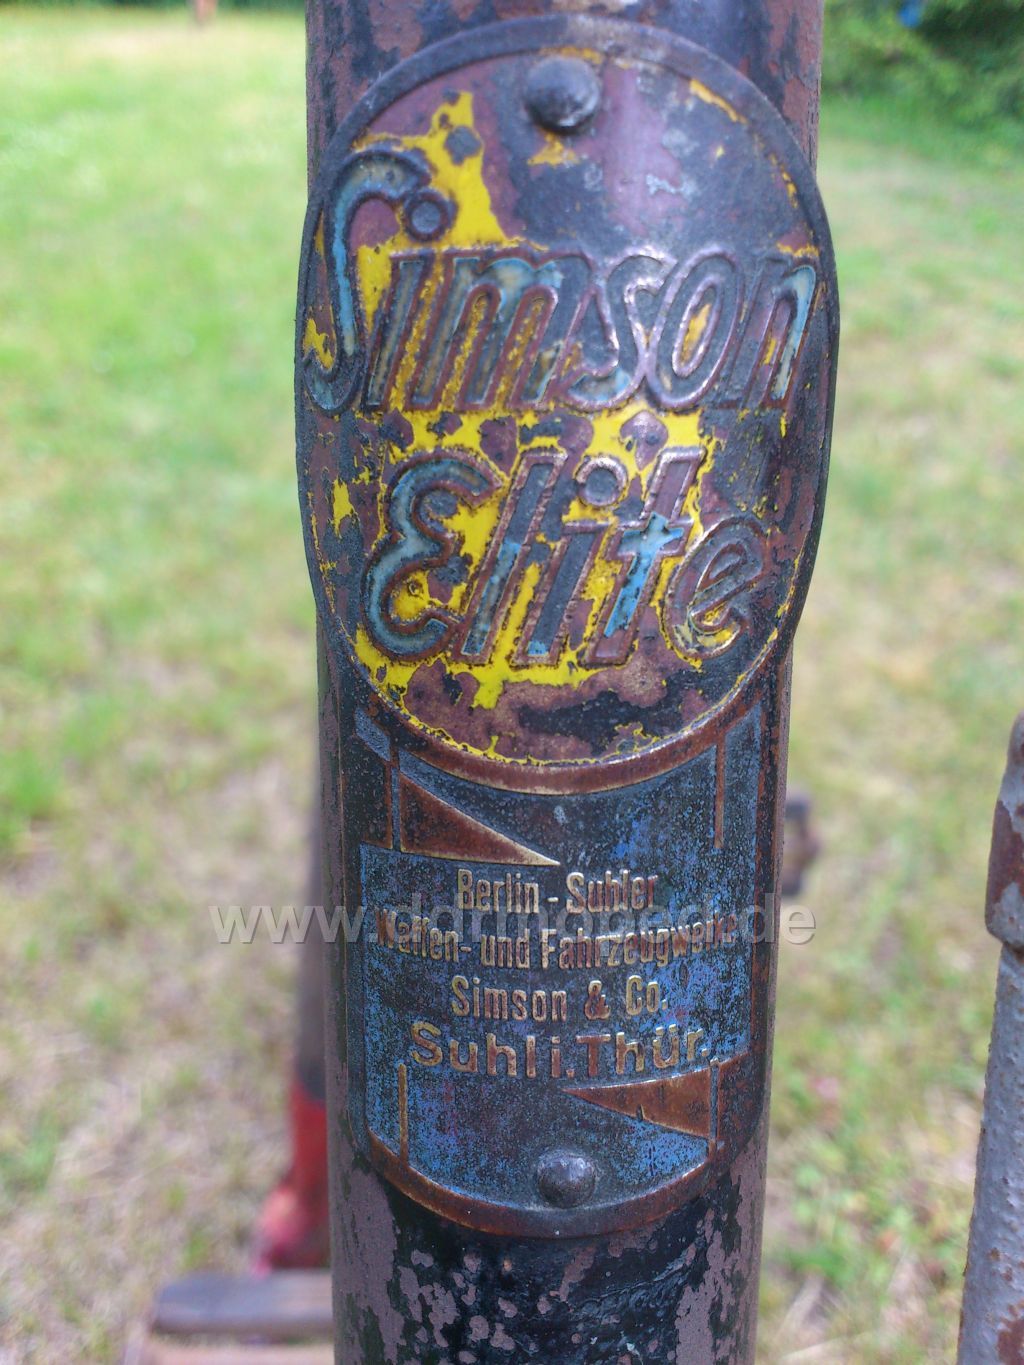 Simson
Elite
Berlin - Suhler
Waffen- und Fahrzeugwerke
Simson & Co.
Suhl i. Thür.
www.ddrmoped.de